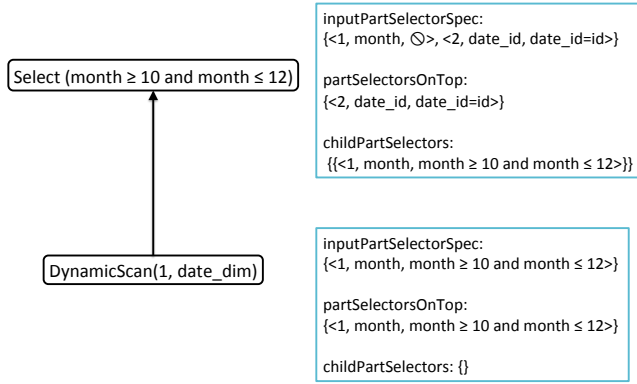 Select (month ≥ 10 and month ≤ 12)
DynamicScan(1, date_dim)
inputPartSelectorSpec:
{<1, month, ⃠>, <2, date_id, date_id=id>}
partSelectorsOnTop:
{<2, date_id, date_id=id>}
childPartSelectors:
{{<1, month, month ≥ 10 and month ≤ 12>}}
inputPartSelectorSpec:
{<1, month, month ≥ 10 and month ≤ 12>}
partSelectorsOnTop:
{<1, month, month ≥ 10 and month ≤ 12>}
childPartSelectors: {}